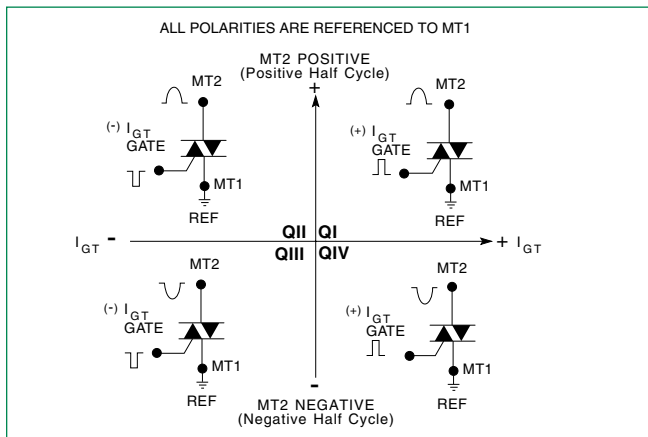 ALL POLARITIES ARE REFERENCED TO MT1
MT2 POSITIVE
(Positive Half Cycle)
+
MT2
(-) IGT
GATE
MT1
REF
MT2
(+) IGT
GATE
MT1
REF
IGT -
QII QI
QIII QIV
+ IGT
MT2
(-) IGT
GATE
MT1
REF
MT2
(+) IGT
GATE
MT1
REF
-
MT2 NEGATIVE
(Negative Half Cycle)